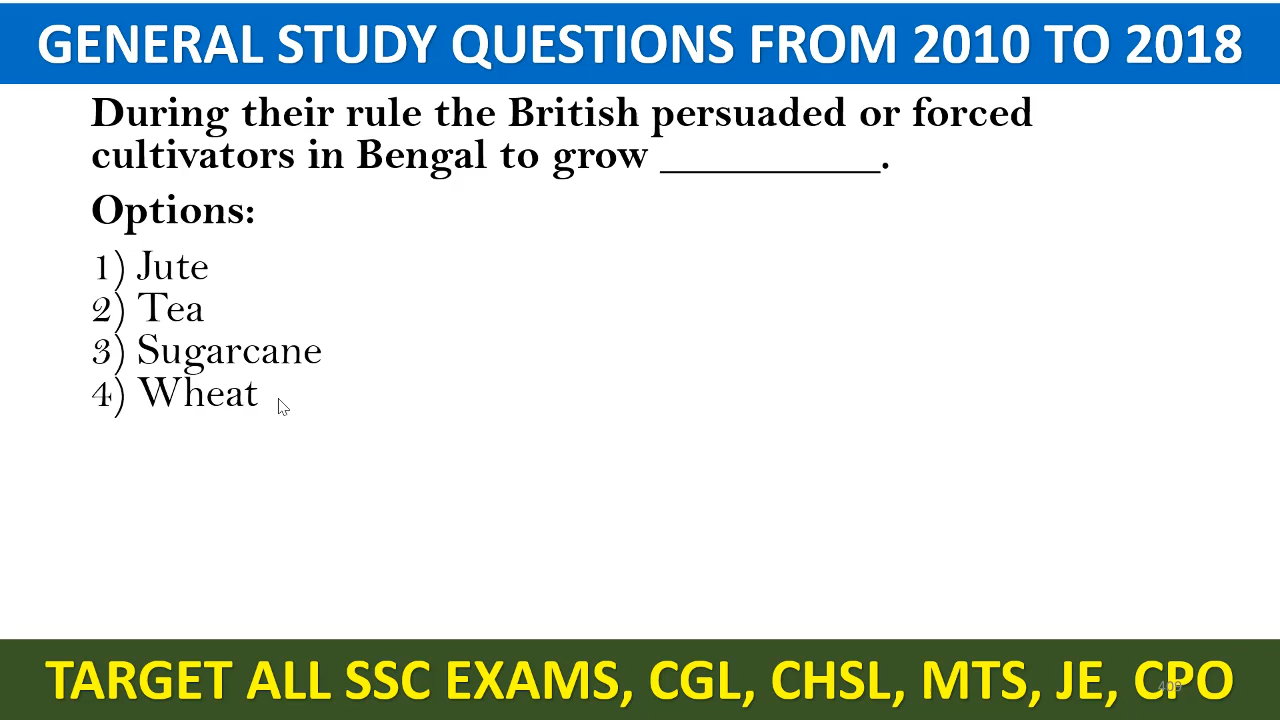 GENERAL STUDY QUESTIONS FROM 2010 TO 2018
During their rule the British persuaded or forced
cultivators in Bengal to grow ___________.
Options:
1) Jute
2) Tea
3) Sugarcane
4) Wheat
TARGET ALL SSC EXAMS, CGL, CHSL, MTS, JE, CPO